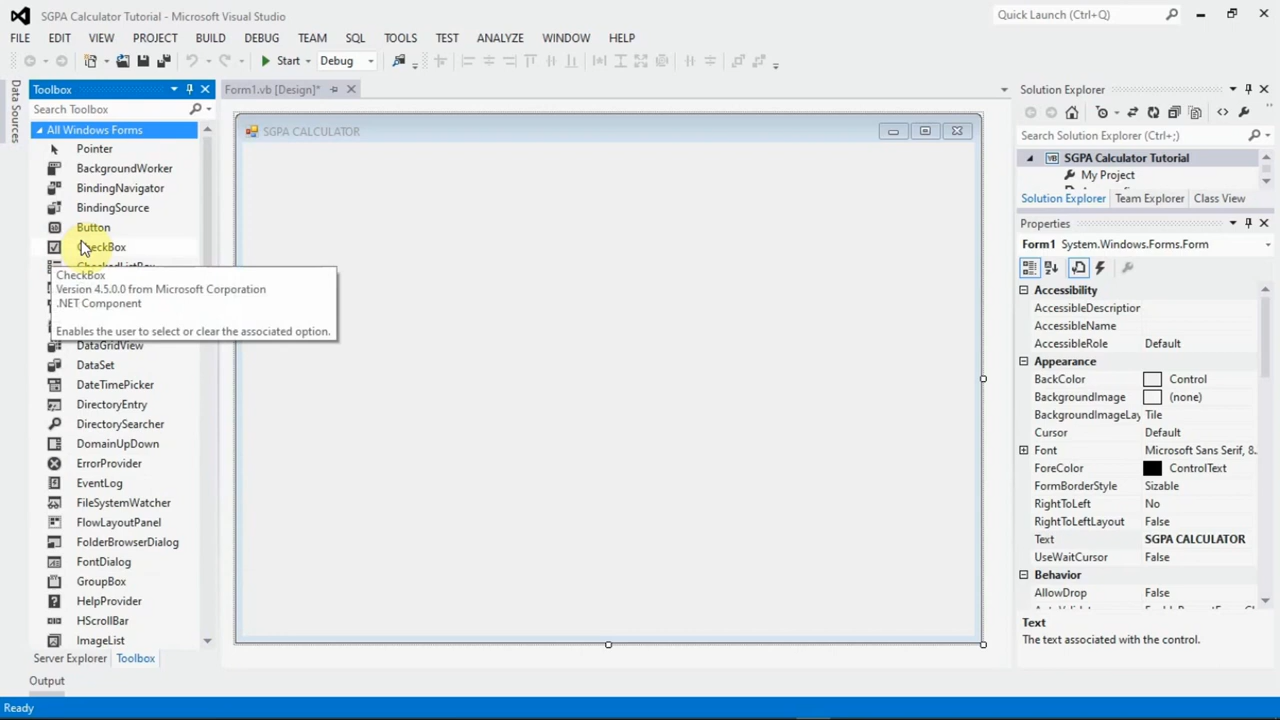 SGPA Calculator Tutorial - Microsoft Visual Studio
Quick Launch (Ctrl+Q)
FILE EDIT VIEW PROJECT BUILD DEBUG TEAM SQL TOOLS TEST ANALYZE WINDOW HELP
Start Debug
Data Sources
Toolbox
Search Toolbox
All Windows Forms
Pointer
BackgroundWorker
BindingNavigator
BindingSource
Button
CheckBox
CheckedListBox
CheckBox
Version 4.5.0.0 from Microsoft Corporation
.NET Component
Enables the user to select or clear the associated option.
DataGridView
DataSet
DateTimePicker
DirectoryEntry
DirectorySearcher
DomainUpDown
ErrorProvider
EventLog
FileSystemWatcher
FlowLayoutPanel
FolderBrowserDialog
FontDialog
GroupBox
HelpProvider
HScrollBar
ImageList
Server Explorer Toolbox
Output
Ready
Form1.vb [Design]*
SGPA CALCULATOR
Solution Explorer
Search Solution Explorer (Ctrl+;)
SGPA Calculator Tutorial
My Project
Solution Explorer Team Explorer Class View
Properties
Form1 System.Windows.Forms.Form
Accessibility
AccessibleDescription
AccessibleName
AccessibleRole Default
Appearance
BackColor Control
BackgroundImage (none)
BackgroundImageLay Tile
Cursor Default
Font Microsoft Sans Serif, 8.
ForeColor ControlText
FormBorderStyle Sizable
RightToLeft No
RightToLeftLayout False
Text SGPA CALCULATOR
UseWaitCursor False
Behavior
AllowDrop False
Text
The text associated with the control.